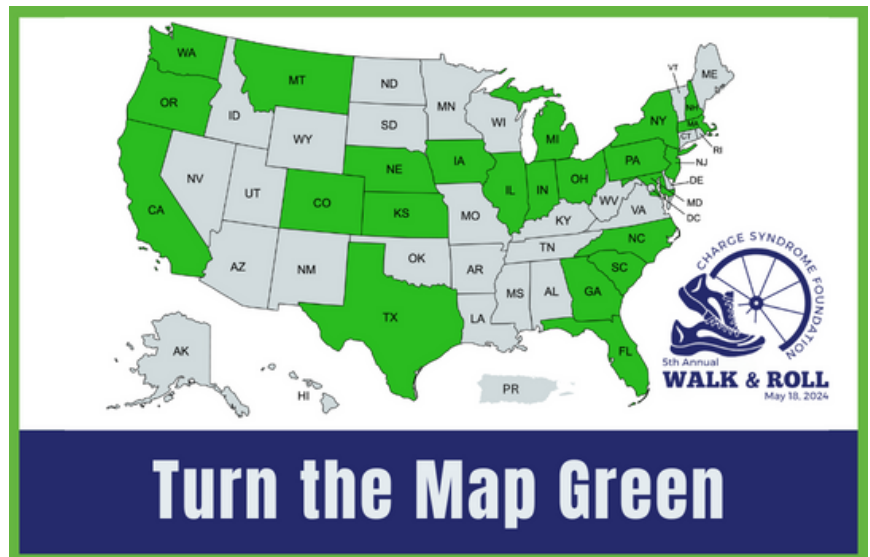 WA
MT
ND
MN
VT
ME
OR
ID
WI
NH
SD
NY
MA
WY
MI
CT
RI
NE
IA
PA
NJ
NV
IL
IN
OH
DE
UT
CO
WV
MD
CA
KS
MO
VA
DC
KY
NC
TN
AZ
NM
OK
AR
SC
MS
AL
GA
TX
LA
AK
FL
HI
PR
CHARGE SYNDROME FOUNDATION
5th Annual
WALK & ROLL
May 18, 2024
Turn the Map Green